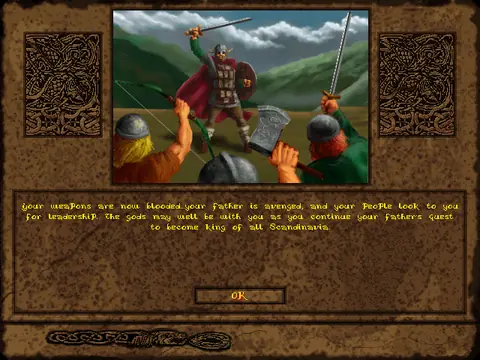 Your weapons are now blooded. your father is avenged, and your people look to you
for leadership. The gods may well be with you as you continue your father's quest
to become king of all Scandinavia.
OK